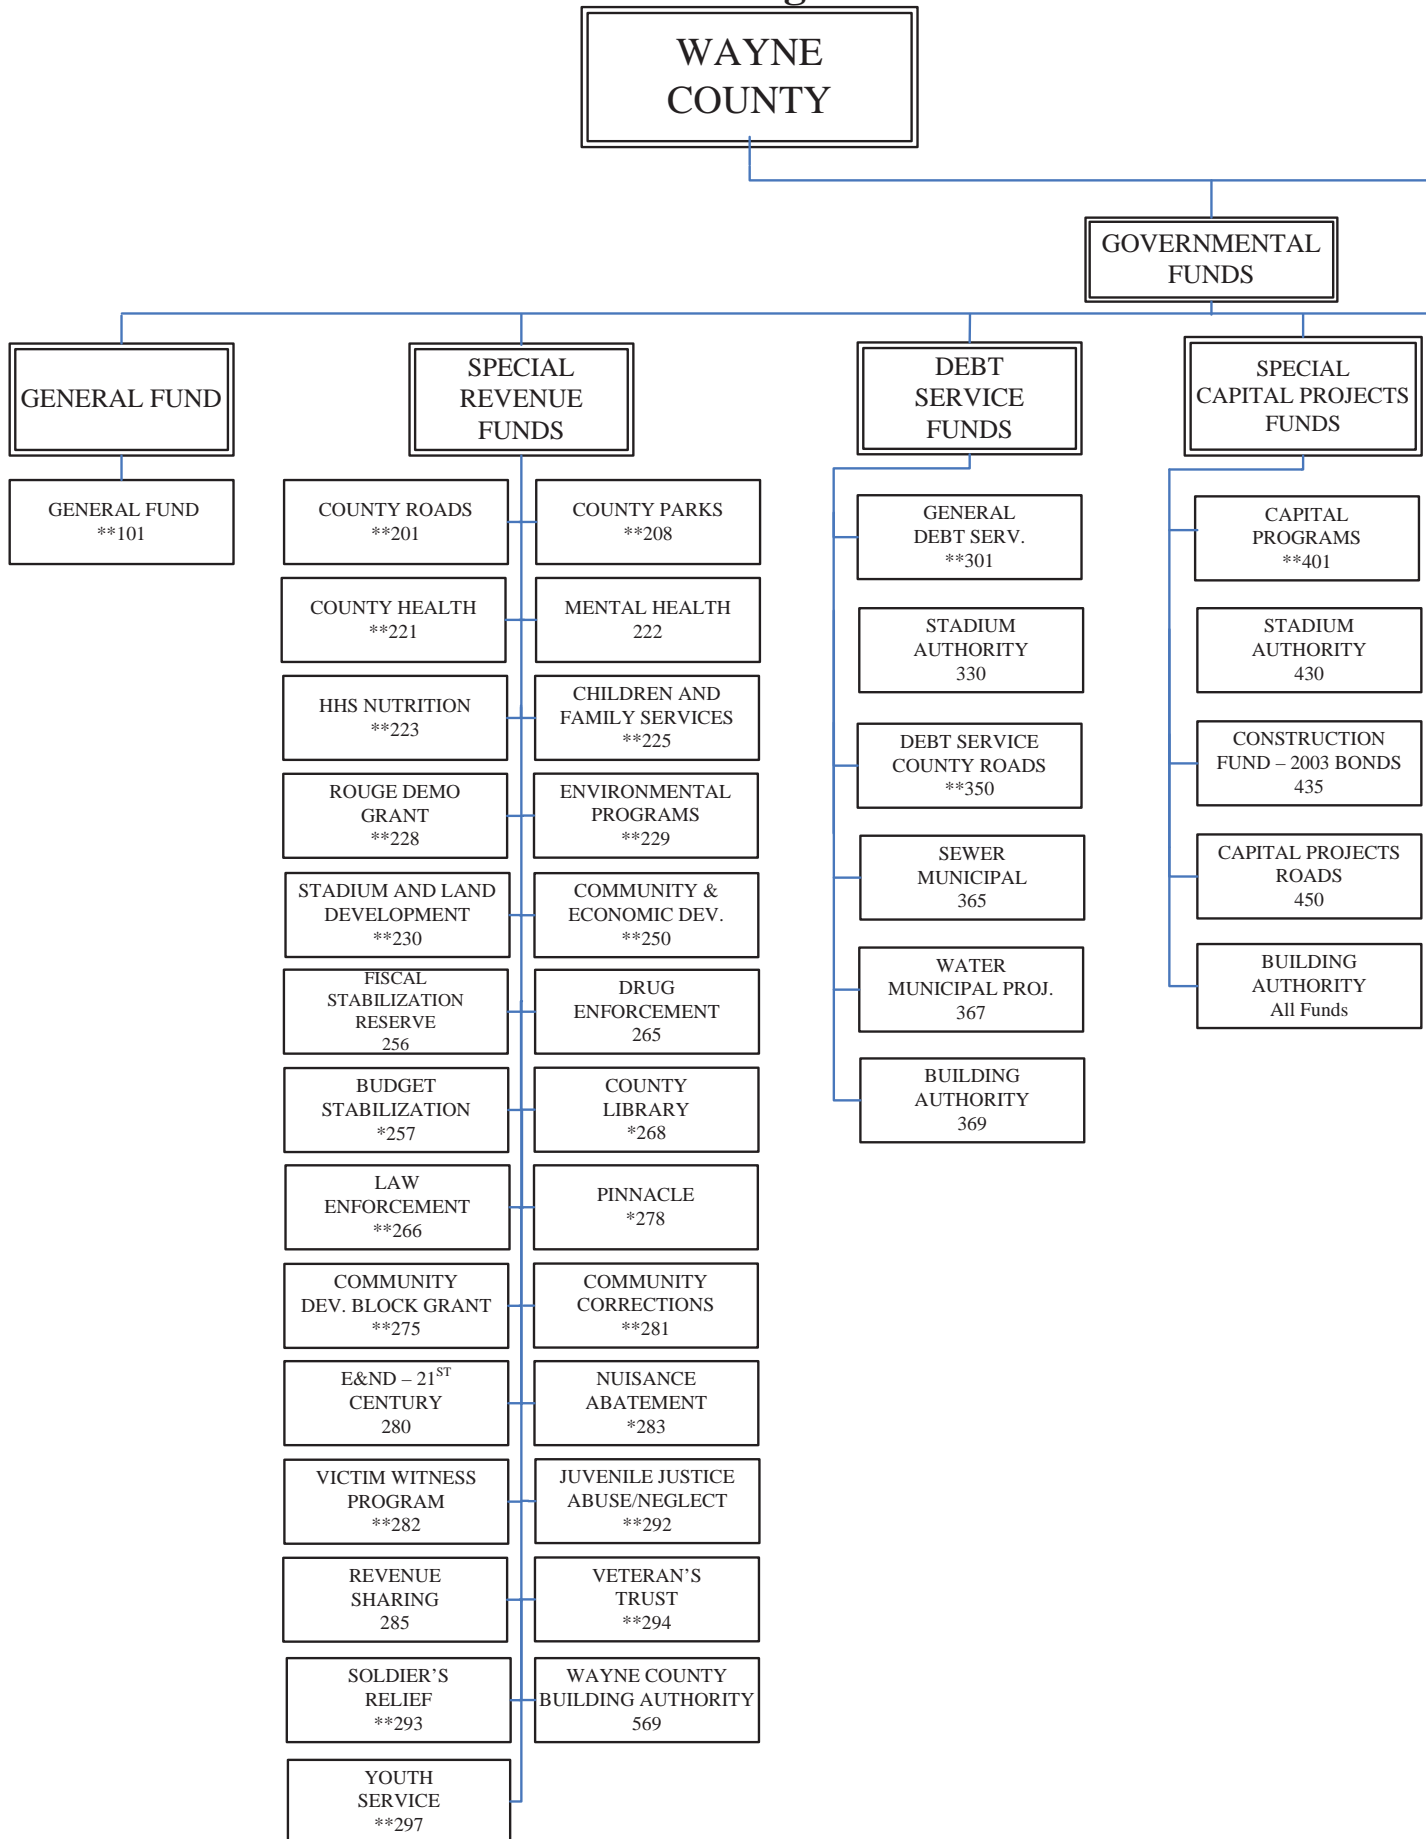 WAYNE
COUNTY
GOVERNMENTAL
FUNDS
GENERAL FUND
SPECIAL
REVENUE
FUNDS
DEBT
SERVICE
FUNDS
SPECIAL
CAPITAL PROJECTS
FUNDS
GENERAL FUND
**101
COUNTY ROADS
**201
COUNTY PARKS
**208
COUNTY HEALTH
**221
MENTAL HEALTH
222
HHS NUTRITION
**223
CHILDREN AND
FAMILY SERVICES
**225
ROUGE DEMO
GRANT
**228
ENVIRONMENTAL
PROGRAMS
**229
STADIUM AND LAND
DEVELOPMENT
**230
COMMUNITY &
ECONOMIC DEV.
**250
FISCAL
STABILIZATION
RESERVE
256
DRUG
ENFORCEMENT
265
BUDGET
STABILIZATION
*257
COUNTY
LIBRARY
*268
LAW
ENFORCEMENT
**266
PINNACLE
*278
COMMUNITY
DEV. BLOCK GRANT
**275
COMMUNITY
CORRECTIONS
**281
E&ND – 21ST
CENTURY
280
NUISANCE
ABATEMENT
*283
VICTIM WITNESS
PROGRAM
**282
JUVENILE JUSTICE
ABUSE/NEGLECT
**292
REVENUE
SHARING
285
VETERAN’S
TRUST
**294
SOLDIER’S
RELIEF
**293
WAYNE COUNTY
BUILDING AUTHORITY
569
YOUTH
SERVICE
**297
GENERAL
DEBT SERV.
**301
STADIUM
AUTHORITY
330
DEBT SERVICE
COUNTY ROADS
**350
SEWER
MUNICIPAL
365
WATER
MUNICIPAL PROJ.
367
BUILDING
AUTHORITY
369
CAPITAL
PROGRAMS
**401
STADIUM
AUTHORITY
430
CONSTRUCTION
FUND – 2003 BONDS
435
CAPITAL PROJECTS
ROADS
450
BUILDING
AUTHORITY
All Funds